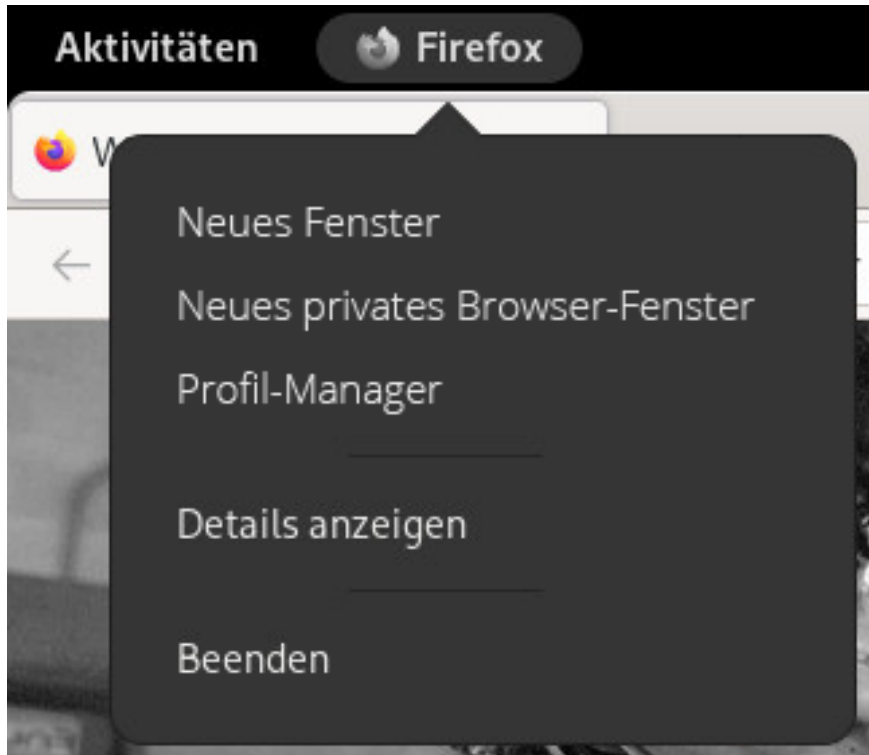 Aktivitäten
Firefox
W
Neues Fenster
Neues privates Browser-Fenster
Profil-Manager
Details anzeigen
Beenden